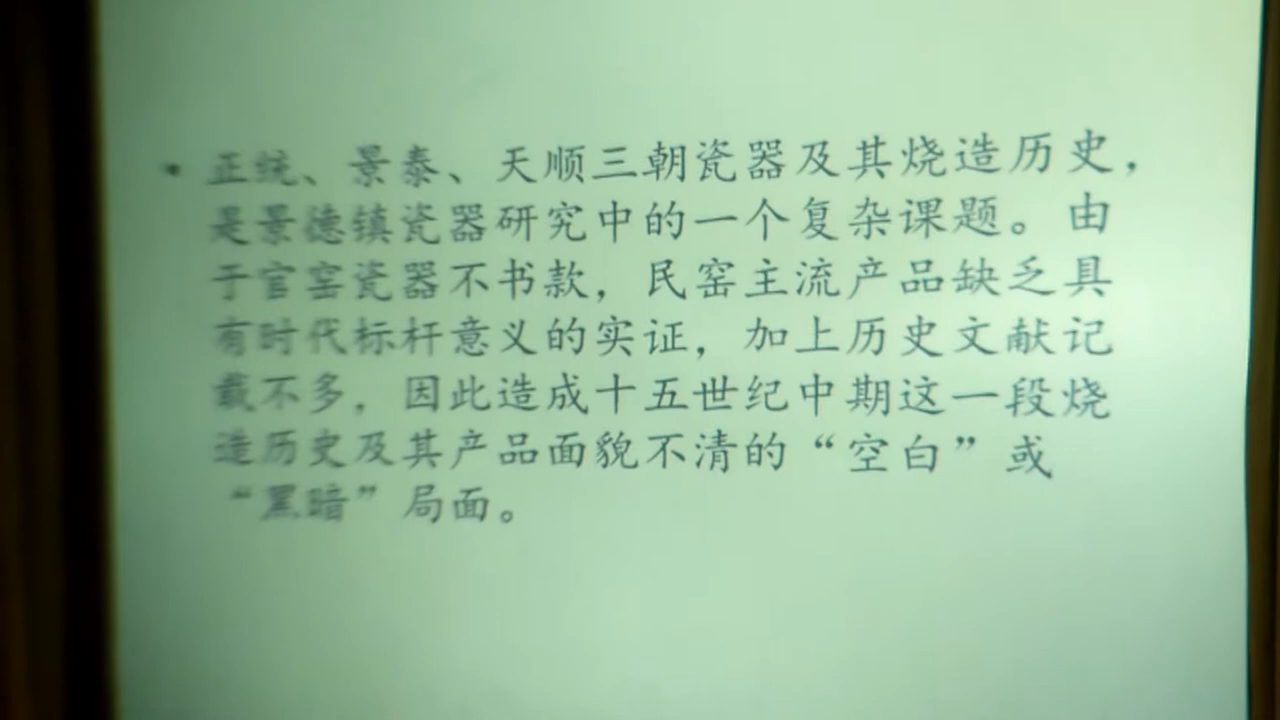 • 正统、景泰、天顺三朝瓷器及其烧造历史，
是景德镇瓷器研究中的一个复杂课题。由
于官窑瓷器不书款，民窑主流产品缺乏具
有时代标杆意义的实证，加上历史文献记
载不多，因此造成十五世纪中期这一段烧
造历史及其产品面貌不清的“空白”或
“黑暗”局面。